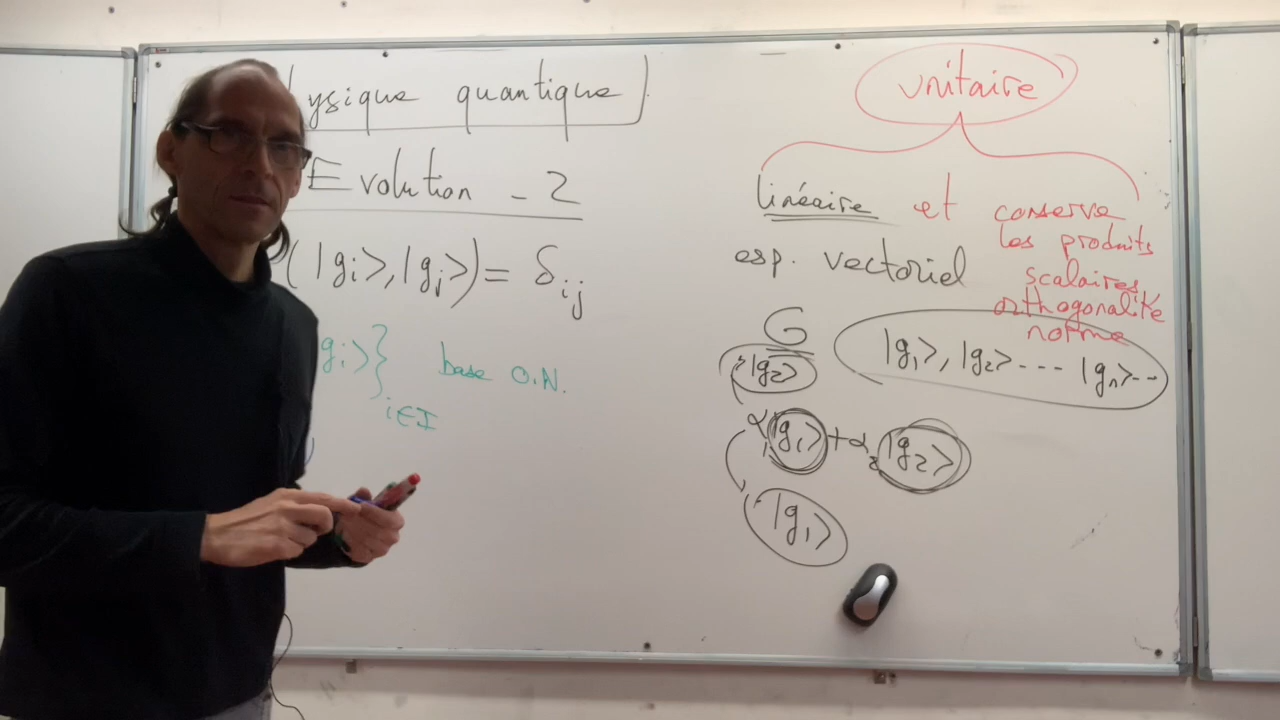 ysique quantique
Evolution - 2
( |gᵢ>, |gⱼ> ) = δᵢⱼ
gᵢ>}ᵢ∈I base O.N.
unitaire
linéaire et conserve
les produits
scalaires
orthogonalité
norme
esp. vectoriel
G
|g₁>, |g₂> ---- |gₙ>--
|g₂>
α₁|g₁> + α₂|g₂>
|g₁>